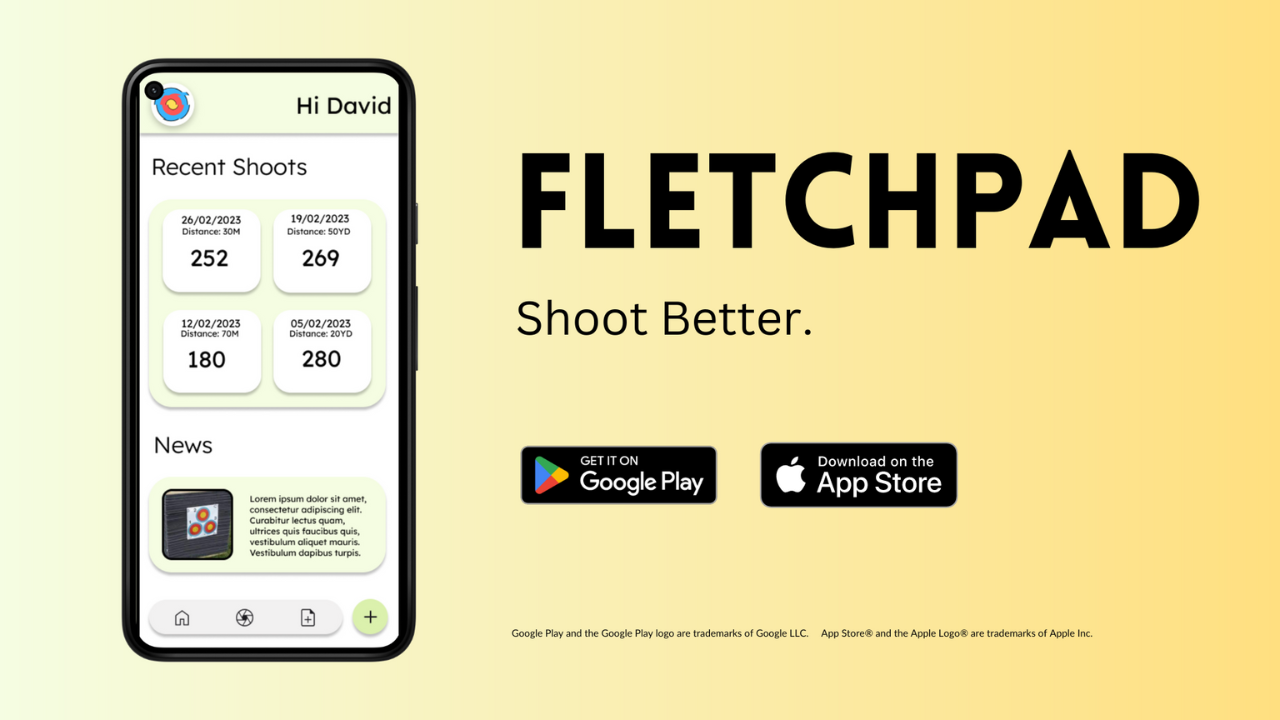 Hi David
Recent Shoots
26/02/2023
Distance: 30M
252
19/02/2023
Distance: 50YD
269
12/02/2023
Distance: 70M
180
05/02/2023
Distance: 20YD
280
News
Lorem ipsum dolor sit amet,
consectetur adipiscing elit.
Curabitur lectus quam,
ultrices quis faucibus quis,
vestibulum aliquet mauris.
Vestibulum dapibus turpis.
FLETCHPAD
Shoot Better.
GET IT ON
Google Play
Download on the
App Store
Google Play and the Google Play logo are trademarks of Google LLC. App Store® and the Apple Logo® are trademarks of Apple Inc.